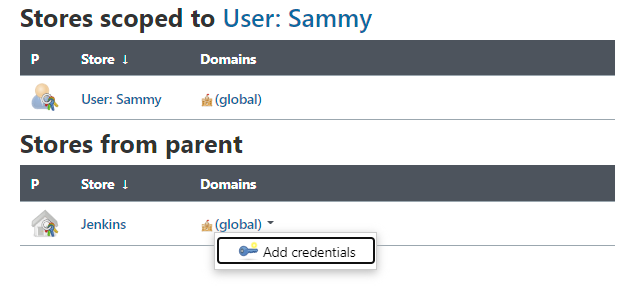 Stores scoped to User: Sammy
P Store ↓ Domains
User: Sammy (global)
Stores from parent
P Store ↓ Domains
Jenkins (global)
Add credentials